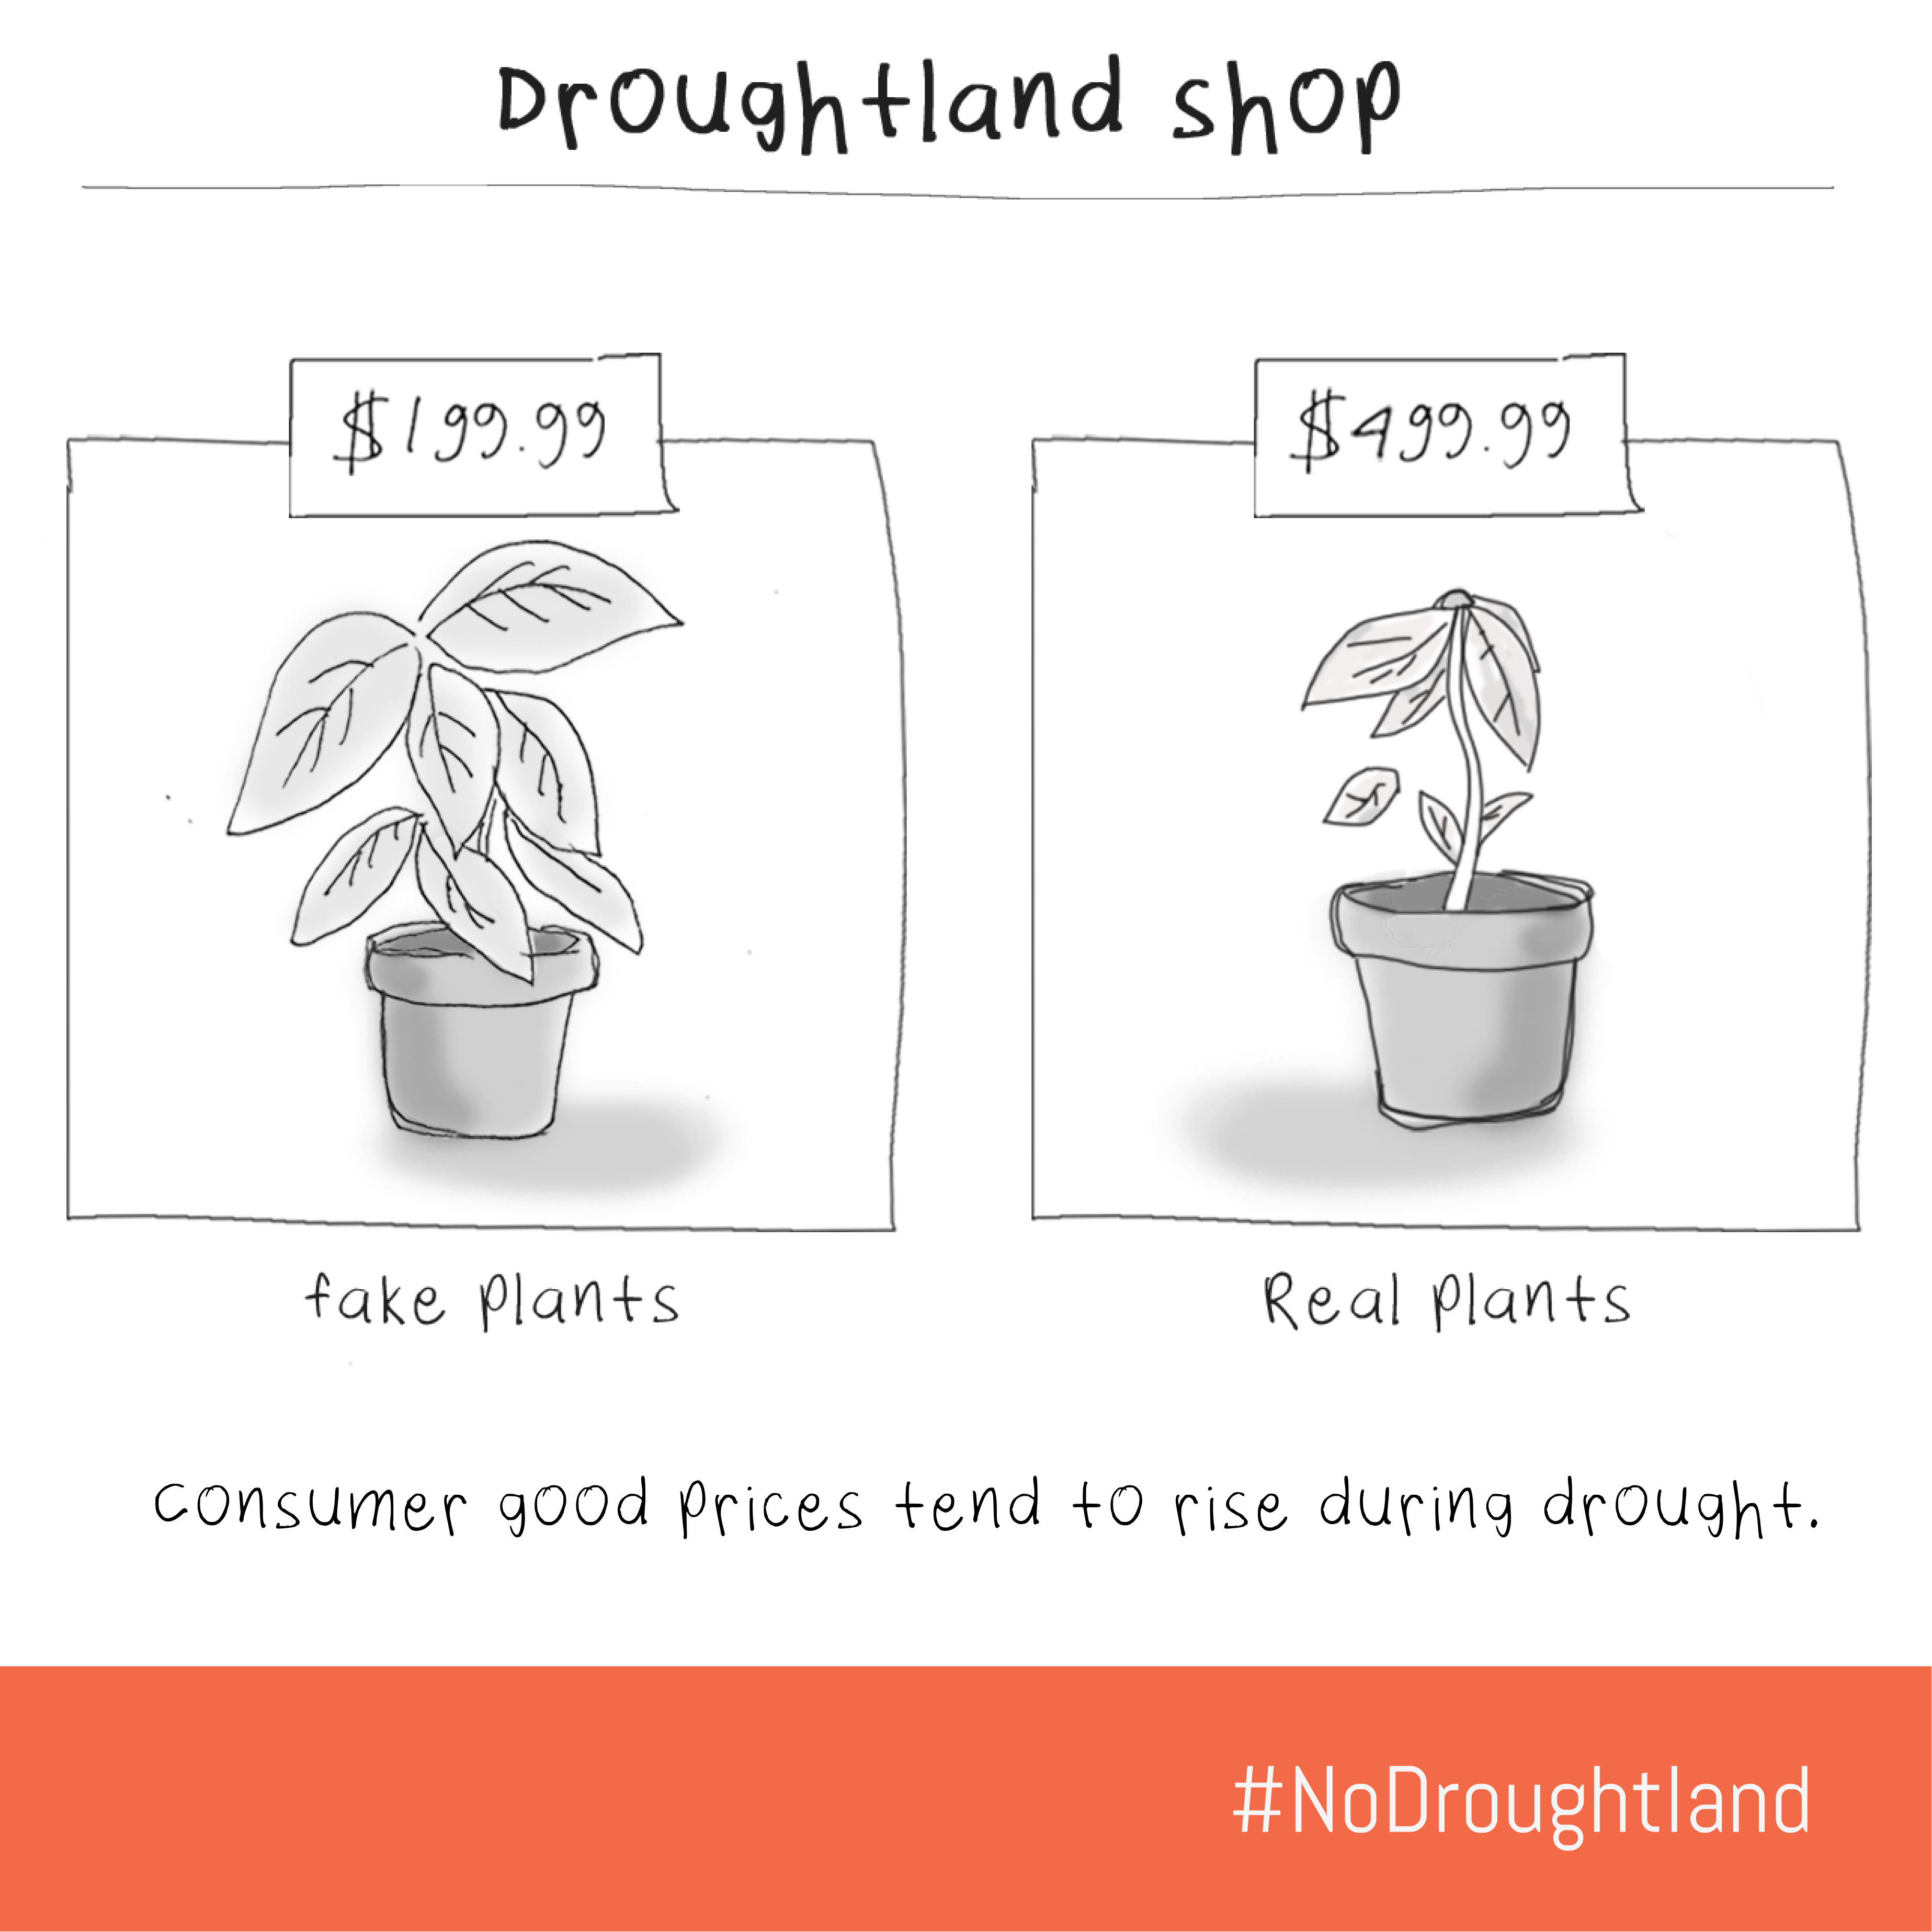 Droughtland shop
$199.99
$499.99
fake plants
Real plants
Consumer good prices tend to rise during drought.
#NoDroughtland